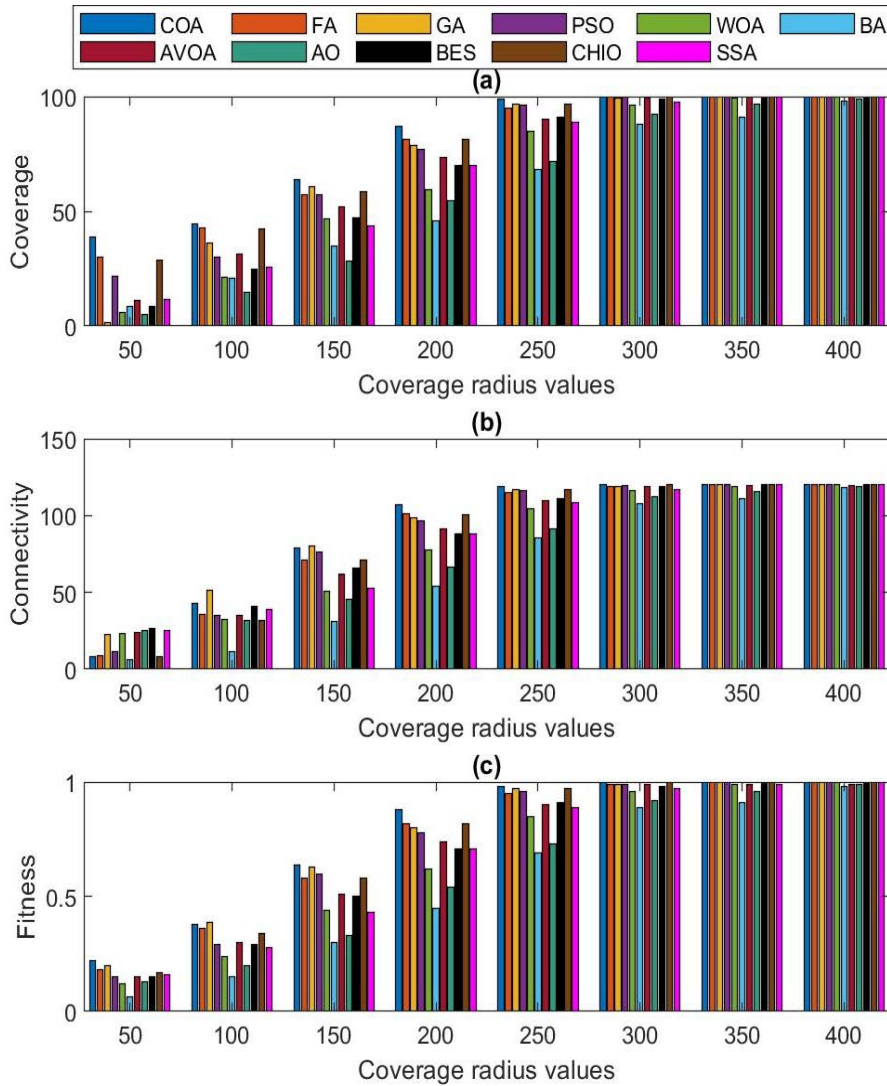 COA FA GA PSO WOA BA
AVOA AO BES CHIO SSA
(a)
100
50
0
Coverage
50 100 150 200 250 300 350 400
Coverage radius values
(b)
150
100
50
0
Connectivity
50 100 150 200 250 300 350 400
Coverage radius values
(c)
1
0.5
0
Fitness
50 100 150 200 250 300 350 400
Coverage radius values